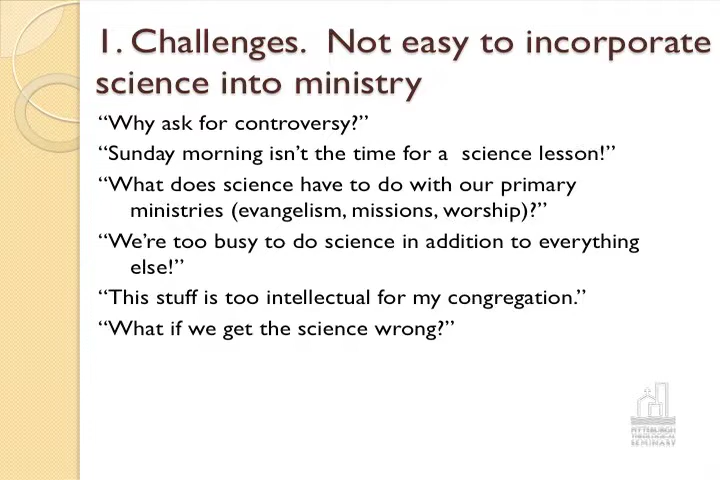 1. Challenges.  Not easy to incorporate
science into ministry
“Why ask for controversy?”
“Sunday morning isn’t the time for a  science lesson!”
“What does science have to do with our primary
ministries (evangelism, missions, worship)?”
“We’re too busy to do science in addition to everything
else!”
“This stuff is too intellectual for my congregation.”
“What if we get the science wrong?”
PITTSBURGH
THEOLOGICAL
SEMINARY